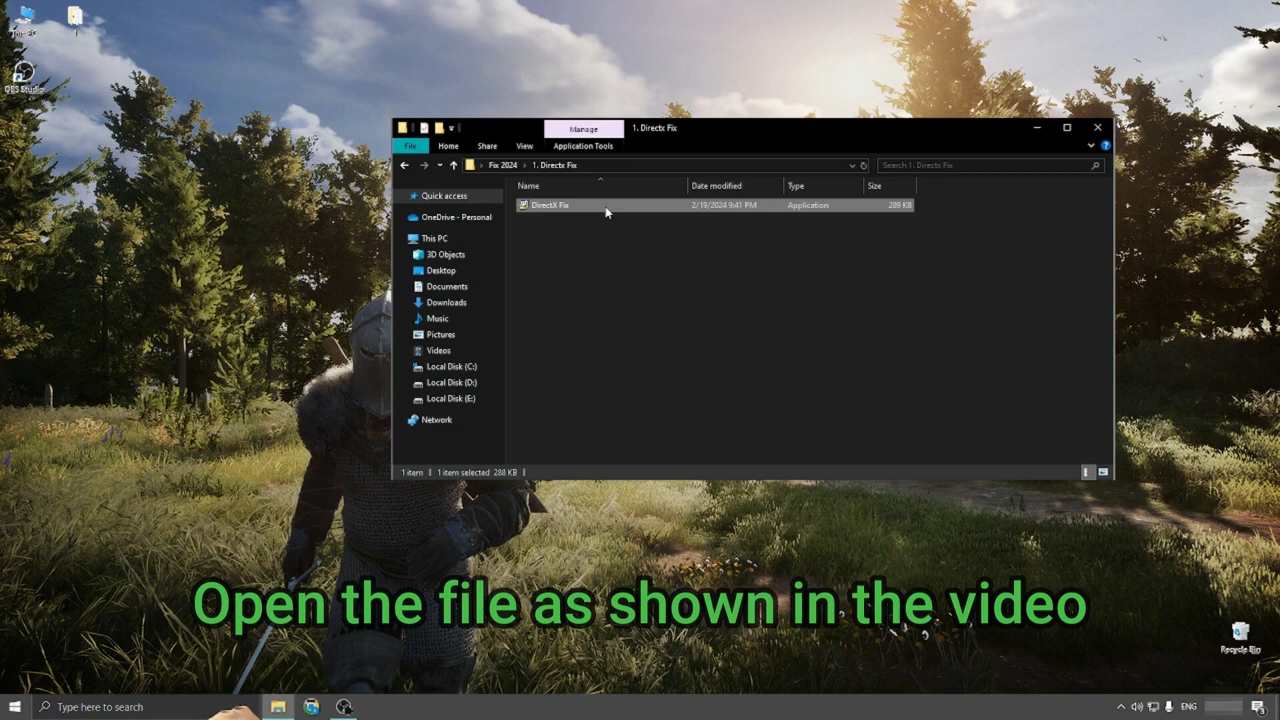 This PC
1
OBS Studio
Manage
1. Directx Fix
File
Home
Share
View
Application Tools
Fix 2024 › 1. Directx Fix
Search 1. Directx Fix
Name
Date modified
Type
Size
DirectX Fix
2/19/2024 9:41 PM
Application
289 KB
Quick access
OneDrive - Personal
This PC
3D Objects
Desktop
Documents
Downloads
Music
Pictures
Videos
Local Disk (C:)
Local Disk (D:)
Local Disk (E:)
Network
1 item
1 item selected 288 KB
Open the file as shown in the video
Recycle Bin
Type here to search
ENG
3